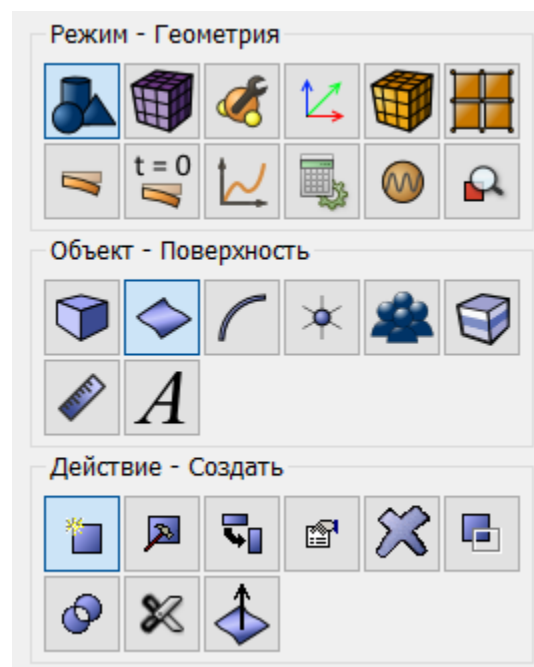 Режим - Геометрия
t = 0
Объект - Поверхность
A
Действие - Создать